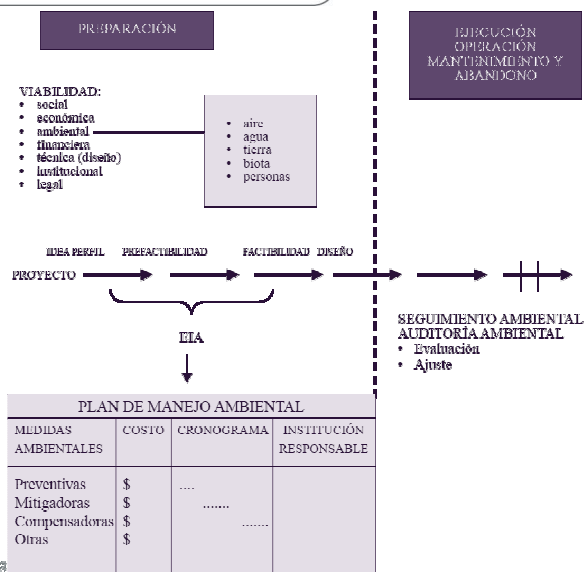 PREPARACIÓN
EJECUCIÓN
OPERACIÓN
MANTENIMIENTO Y
ABANDONO
VIABILIDAD:
• social
• económica
• ambiental
• financiera
• técnica (diseño)
• institucional
• legal
• aire
• agua
• tierra
• biota
• personas
IDEA PERFIL PREFACTIBILIDAD FACTIBILIDAD DISEÑO
PROYECTO
EIA
SEGUIMIENTO AMBIENTAL
AUDITORÍA AMBIENTAL
• Evaluación
• Ajuste
PLAN DE MANEJO AMBIENTAL
MEDIDAS AMBIENTALES
COSTO
CRONOGRAMA
INSTITUCIÓN RESPONSABLE
Preventivas $ ....
Mitigadoras $ .......
Compensadoras $ .......
Otras $